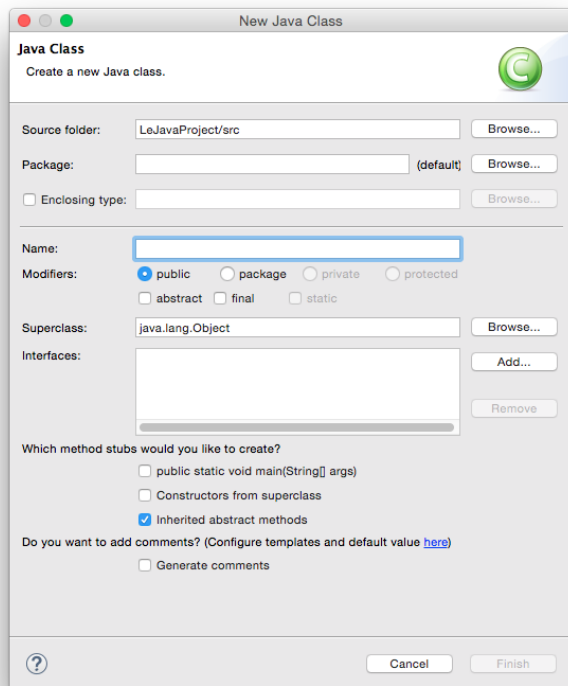 New Java Class
Java Class
Create a new Java class.
C
Source folder: LeJavaProject/src Browse...
Package: (default) Browse...
Enclosing type: Browse...
Name:
Modifiers: public package private protected
abstract final static
Superclass: java.lang.Object Browse...
Interfaces: Add...
Remove
Which method stubs would you like to create?
public static void main(String[] args)
Constructors from superclass
Inherited abstract methods
Do you want to add comments? (Configure templates and default value here)
Generate comments
? Cancel Finish